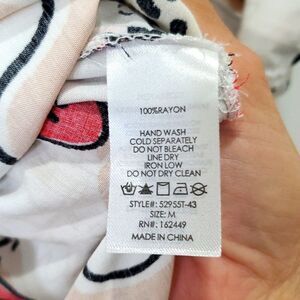 100%RAYON
HAND WASH
COLD SEPARATELY
DO NOT BLEACH
LINE DRY
IRON LOW
DO NOT DRY CLEAN
STYLE#: 52955T-43
SIZE: M
RN#: 162449
MADE IN CHINA